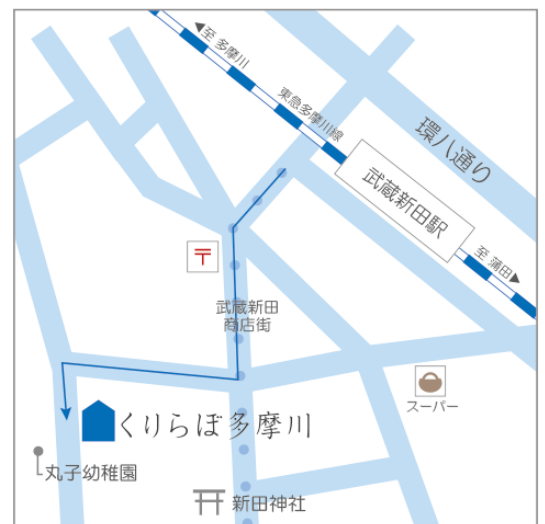 ◀至 多摩川
東急多摩川線
環八通り
武蔵新田駅
至 蒲田▶
〒
武蔵新田
商店街
スーパー
くりらぼ多摩川
丸子幼稚園
新田神社